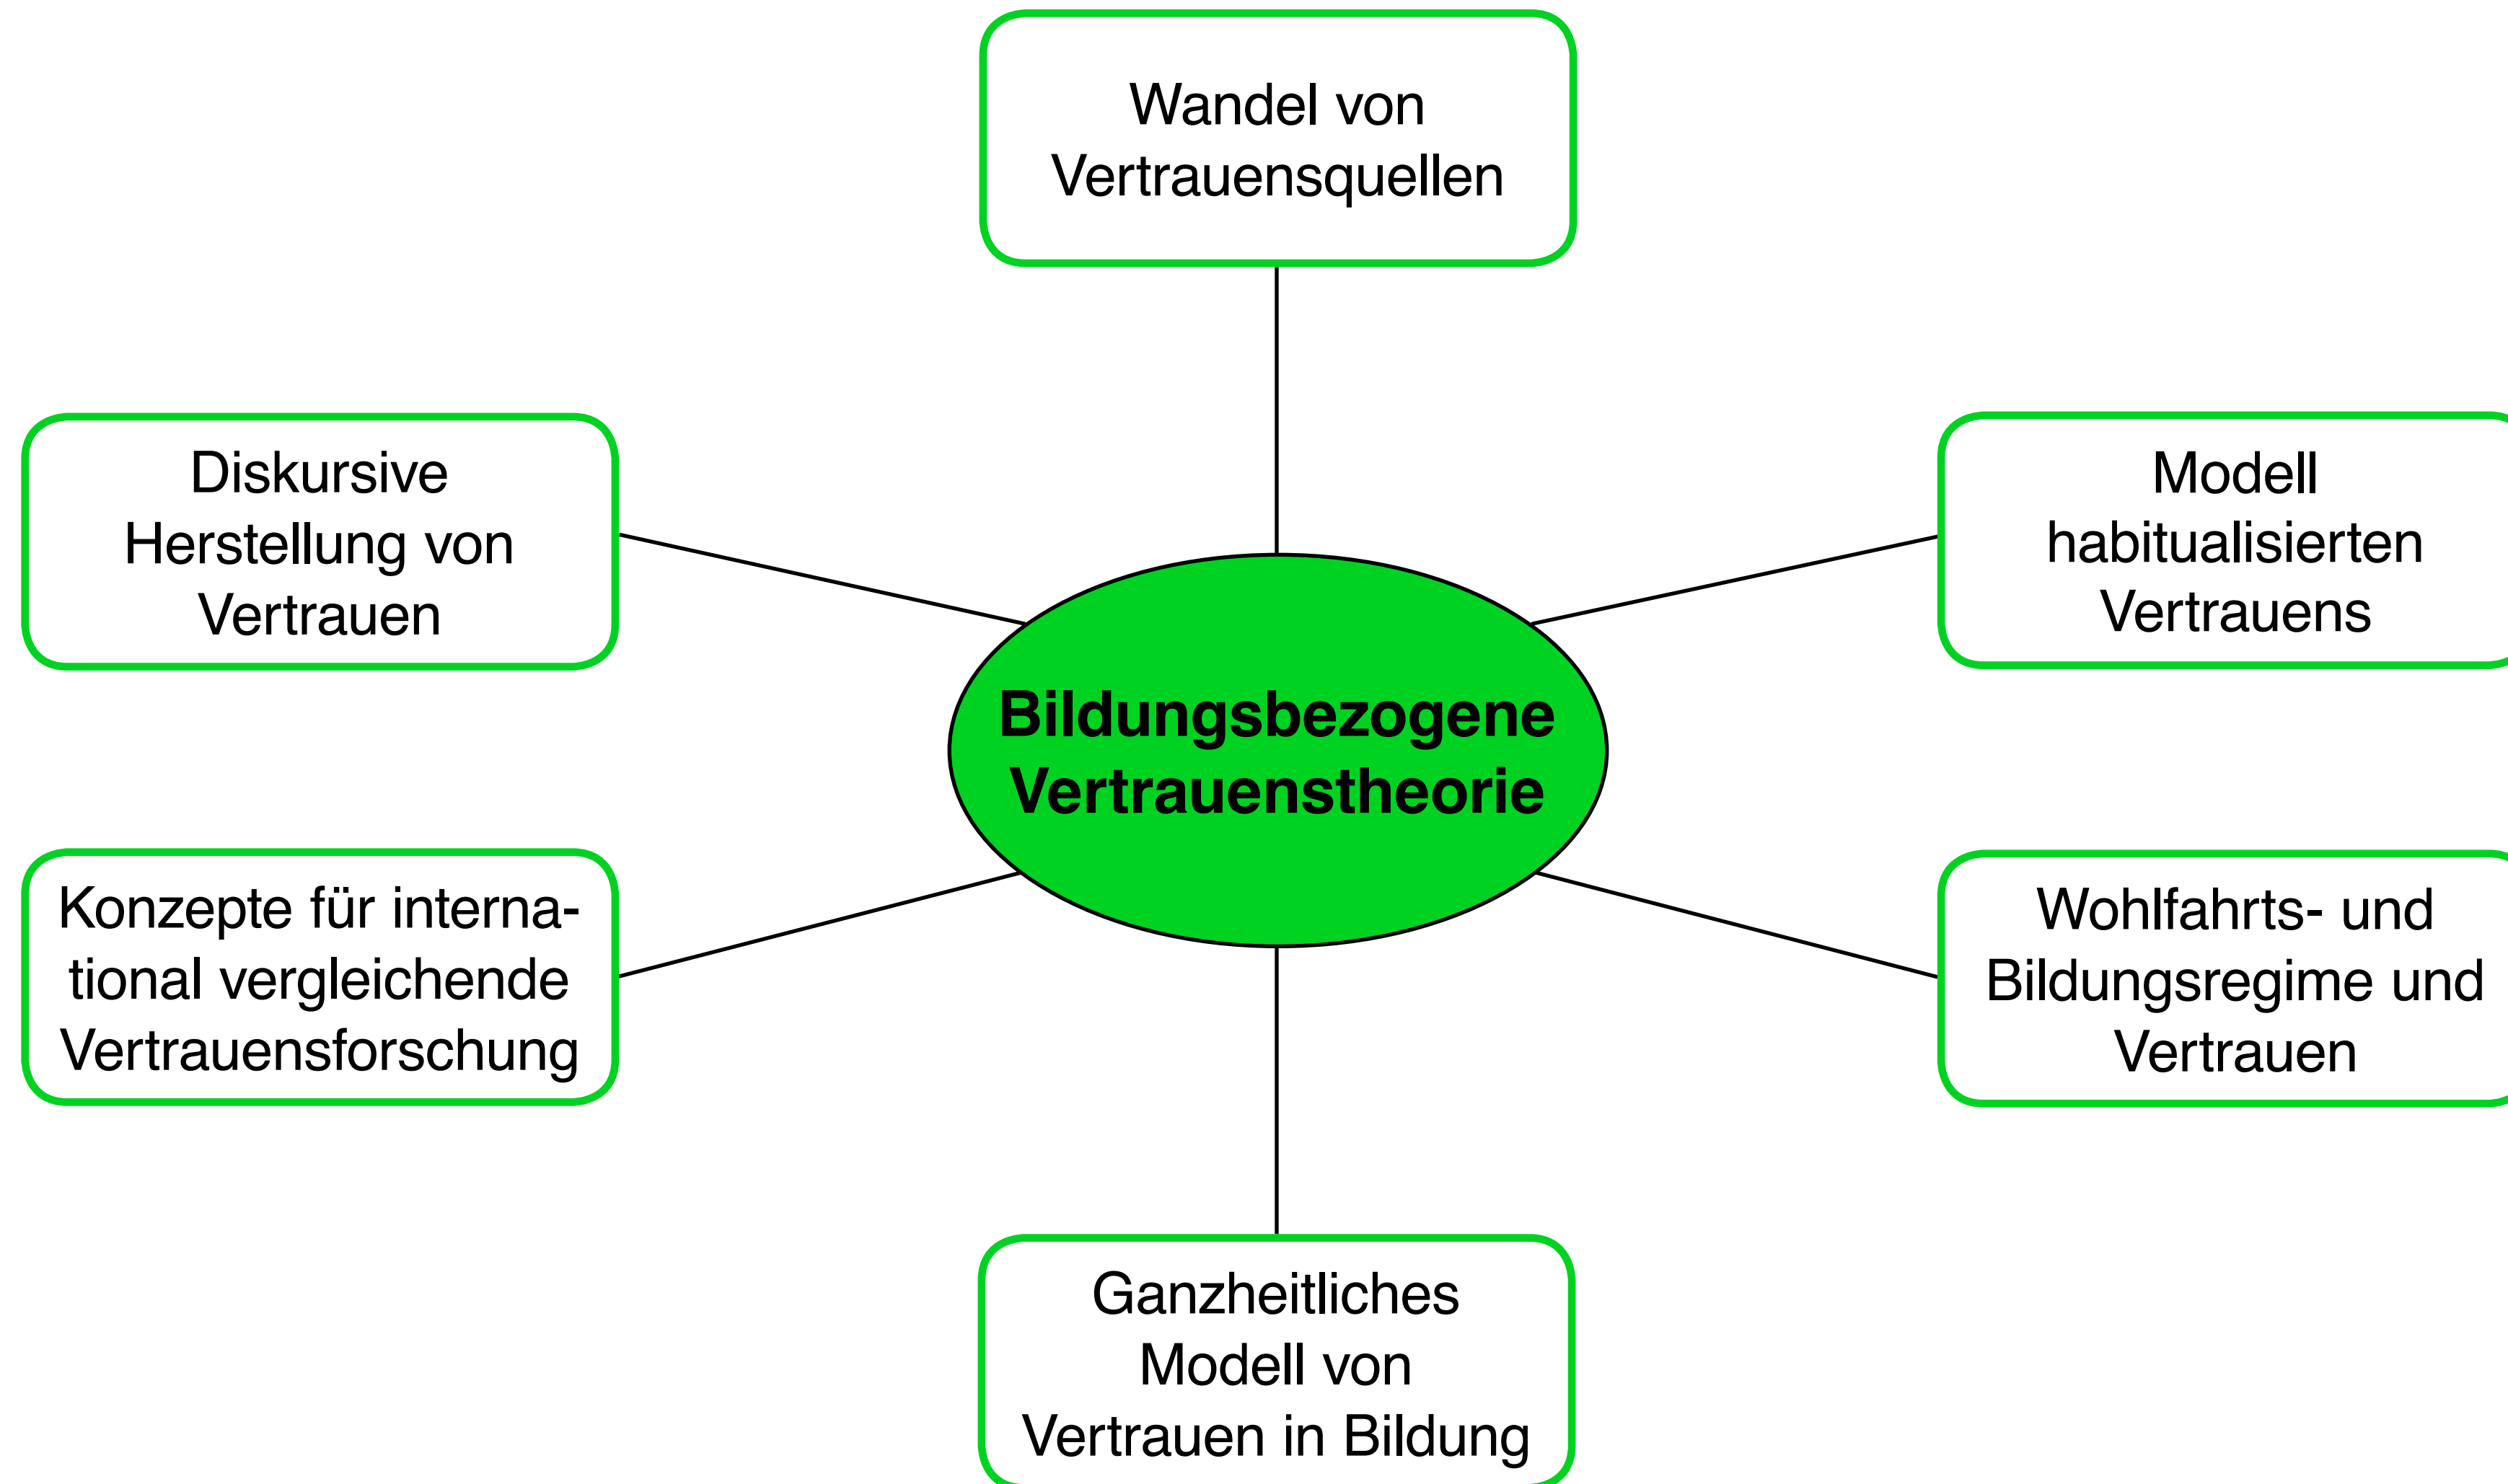 Wandel von
Vertrauensquellen
Diskursive
Herstellung von
Vertrauen
Modell
habitualisierten
Vertrauens
Bildungsbezogene
Vertrauenstheorie
Konzepte für interna-
tional vergleichende
Vertrauensforschung
Wohlfahrts- und
Bildungsregime und
Vertrauen
Ganzheitliches
Modell von
Vertrauen in Bildung